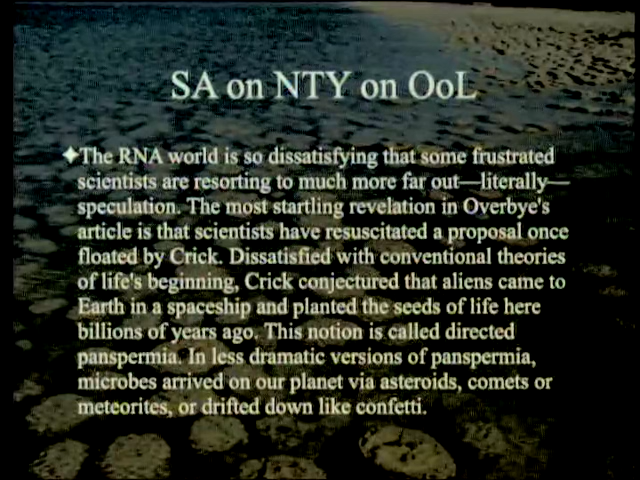 SA on NTY on OoL
✦The RNA world is so dissatisfying that some frustrated
scientists are resorting to much more far out—literally—
speculation. The most startling revelation in Overbye's
article is that scientists have resuscitated a proposal once
floated by Crick. Dissatisfied with conventional theories
of life's beginning, Crick conjectured that aliens came to
Earth in a spaceship and planted the seeds of life here
billions of years ago. This notion is called directed
panspermia. In less dramatic versions of panspermia,
microbes arrived on our planet via asteroids, comets or
meteorites, or drifted down like confetti.